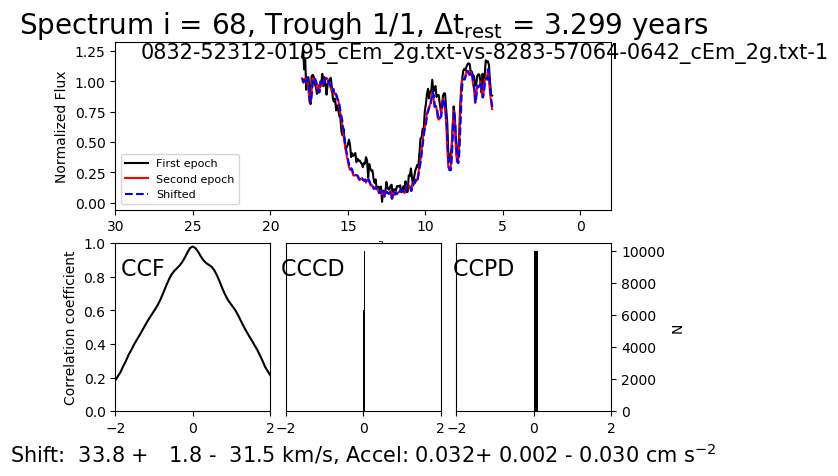 Spectrum i = 68, Trough 1/1, Δt_rest = 3.299 years
0832-52312-0195_cEm_2g.txt-vs-8283-57064-0642_cEm_2g.txt-1
Normalized Flux
1.25
1.00
0.75
0.50
0.25
0.00
First epoch
Second epoch
Shifted
30 25 20 15 10 5 0
Correlation coefficient
1.0
0.8
0.6
0.4
0.2
0.0
CCF
CCCD
CCPD
10000
8000
6000
4000
2000
0
N
−2 0 2 −2 0 2 −2 0 2
Shift: 33.8 + 1.8 - 31.5 km/s, Accel: 0.032+ 0.002 - 0.030 cm s⁻²